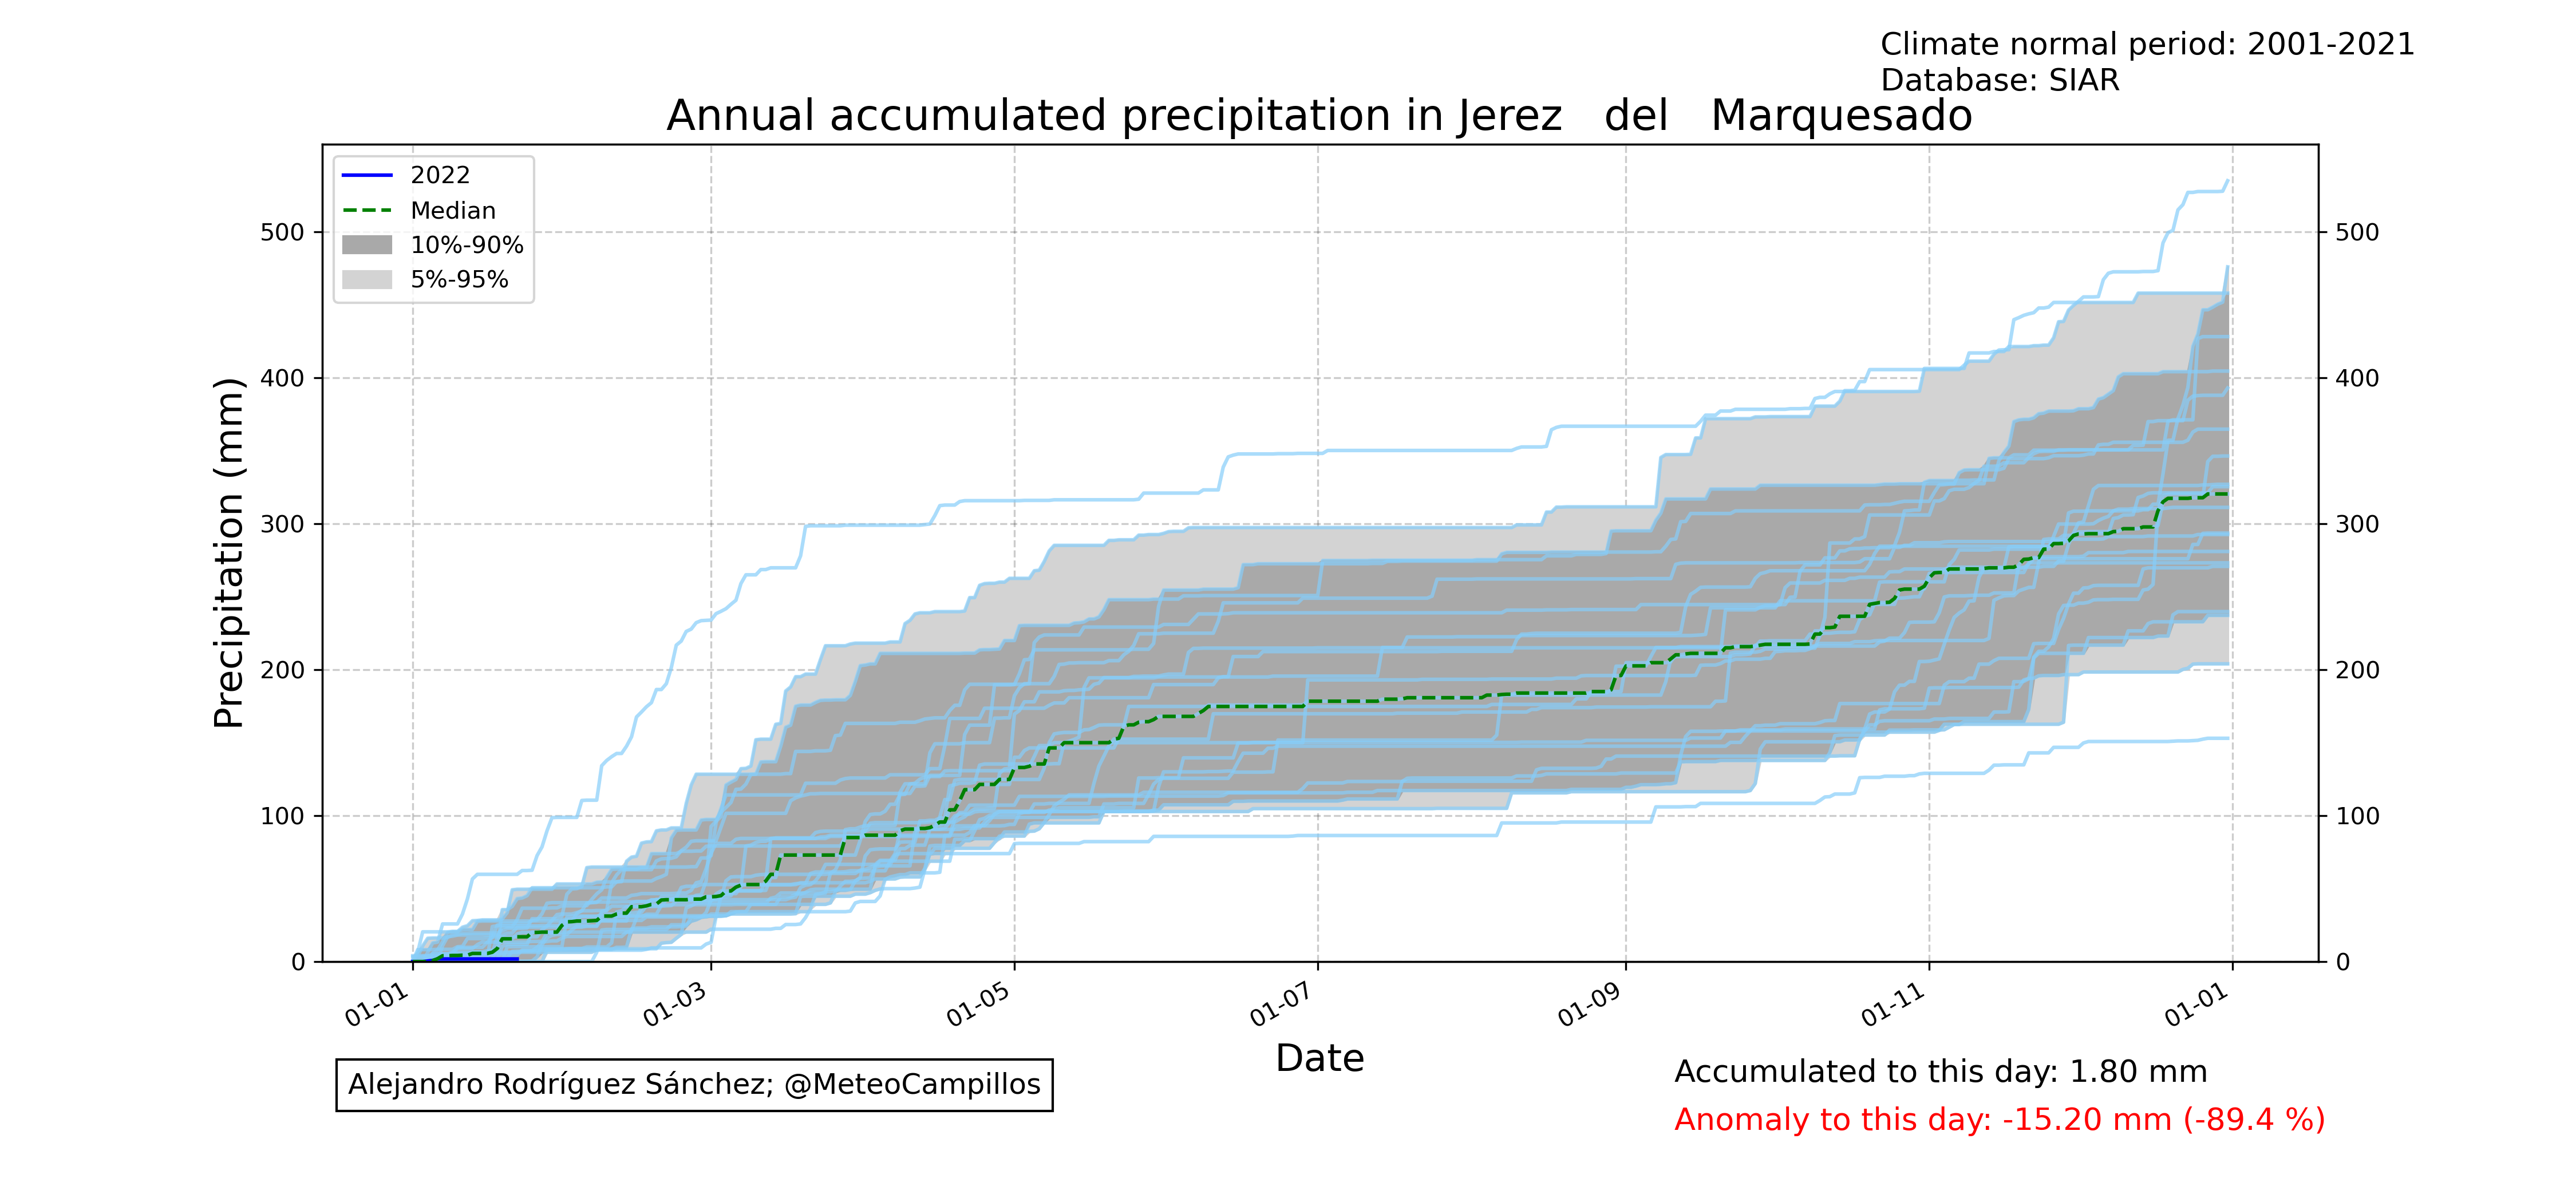 Climate normal period: 2001-2021
Database: SIAR
Annual accumulated precipitation in Jerez   del   Marquesado
2022
Median
10%-90%
5%-95%
Precipitation (mm)
500
400
300
200
100
0
500
400
300
200
100
0
01-01
01-03
01-05
01-07
01-09
01-11
01-01
Date
Alejandro Rodríguez Sánchez; @MeteoCampillos
Accumulated to this day: 1.80 mm
Anomaly to this day: -15.20 mm (-89.4 %)